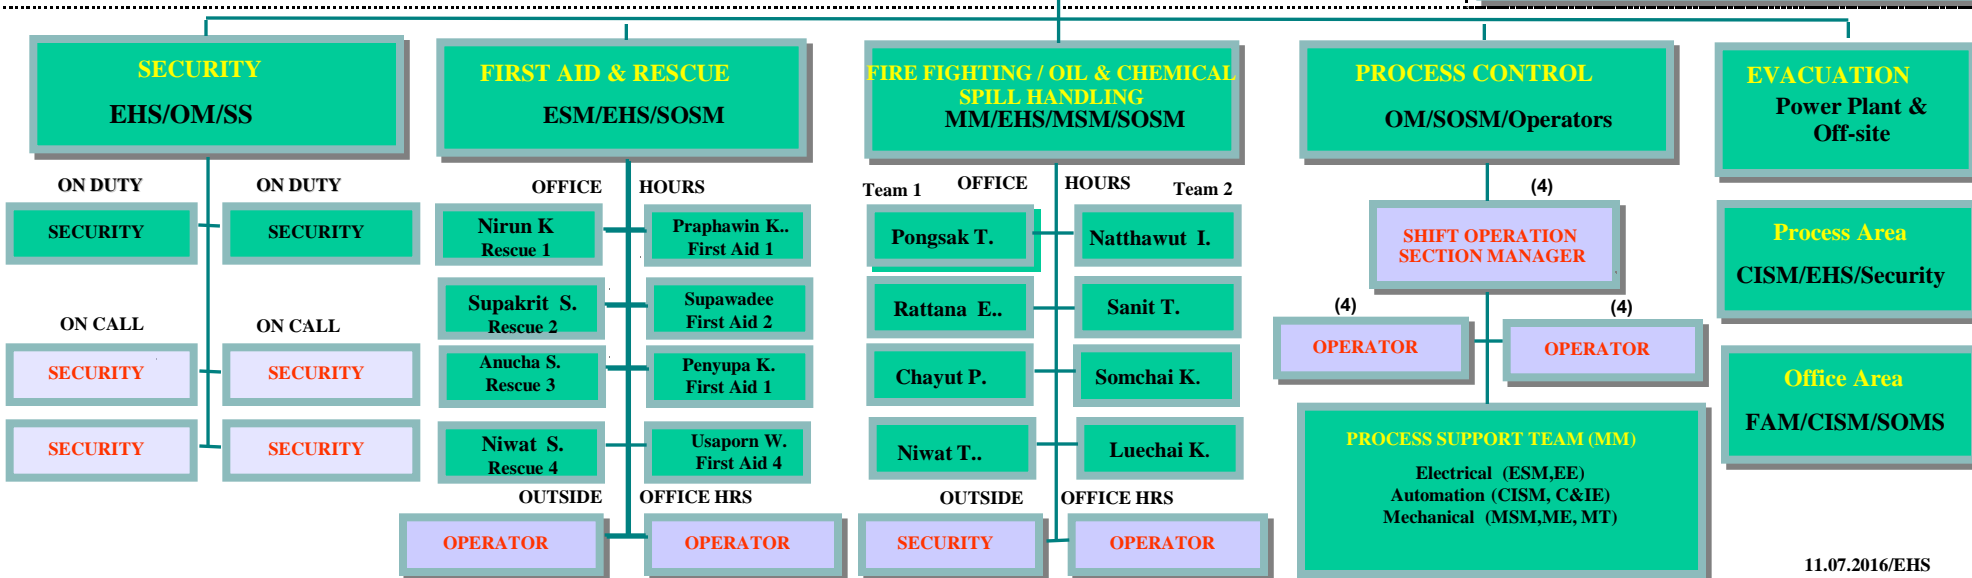 SECURITY
EHS/OM/SS
ON DUTY
ON DUTY
SECURITY
SECURITY
ON CALL
ON CALL
SECURITY
SECURITY
SECURITY
SECURITY
FIRST AID & RESCUE
ESM/EHS/SOSM
OFFICE HOURS
Nirun K
Rescue 1
Praphawin K..
First Aid 1
Supakrit S.
Rescue 2
Supawadee
First Aid 2
Anucha S.
Rescue 3
Penyupa K.
First Aid 1
Niwat S.
Rescue 4
Usaporn W.
First Aid 4
OUTSIDE OFFICE HRS
OPERATOR
OPERATOR
FIRE FIGHTING / OIL & CHEMICAL
SPILL HANDLING
MM/EHS/MSM/SOSM
Team 1 OFFICE HOURS Team 2
Pongsak T.
Natthawut I.
Rattana E..
Sanit T.
Chayut P.
Somchai K.
Niwat T..
Luechai K.
OUTSIDE OFFICE HRS
SECURITY
OPERATOR
PROCESS CONTROL
OM/SOSM/Operators
(4)
SHIFT OPERATION
SECTION MANAGER
(4)
(4)
OPERATOR
OPERATOR
PROCESS SUPPORT TEAM (MM)
Electrical (ESM,EE)
Automation (CISM, C&IE)
Mechanical (MSM,ME, MT)
EVACUATION
Power Plant &
Off-site
Process Area
CISM/EHS/Security
Office Area
FAM/CISM/SOMS
11.07.2016/EHS